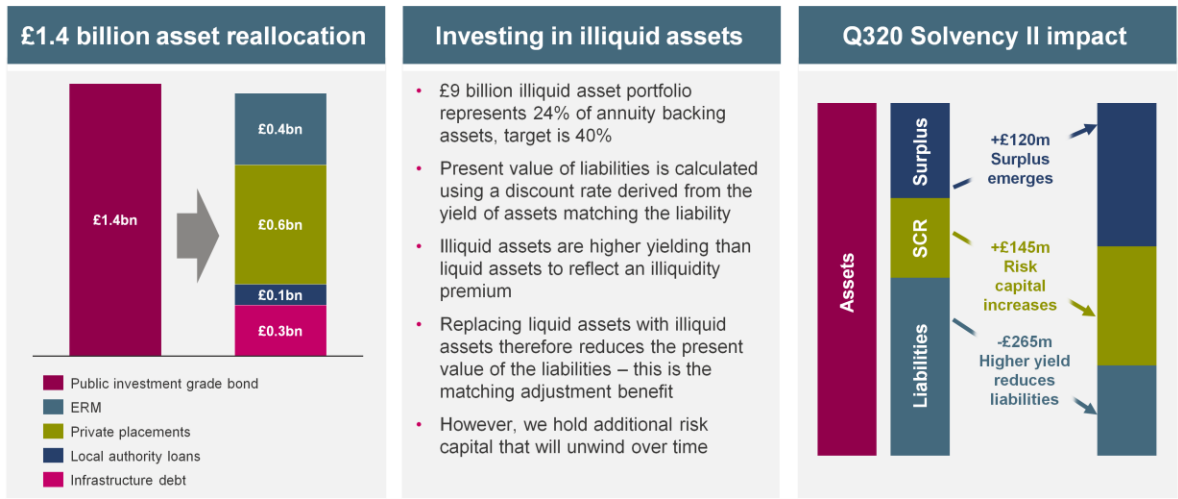 £1.4 billion asset reallocation
£1.4bn
£0.4bn
£0.6bn
£0.1bn
£0.3bn
Public investment grade bond
ERM
Private placements
Local authority loans
Infrastructure debt
Investing in illiquid assets
• £9 billion illiquid asset portfolio
represents 24% of annuity backing
assets, target is 40%
• Present value of liabilities is calculated
using a discount rate derived from the
yield of assets matching the liability
• Illiquid assets are higher yielding than
liquid assets to reflect an illiquidity
premium
• Replacing liquid assets with illiquid
assets therefore reduces the present
value of the liabilities – this is the
matching adjustment benefit
• However, we hold additional risk
capital that will unwind over time
Q320 Solvency II impact
Assets
Surplus
SCR
Liabilities
+£120m
Surplus
emerges
+£145m
Risk
capital
increases
-£265m
Higher yield
reduces
liabilities